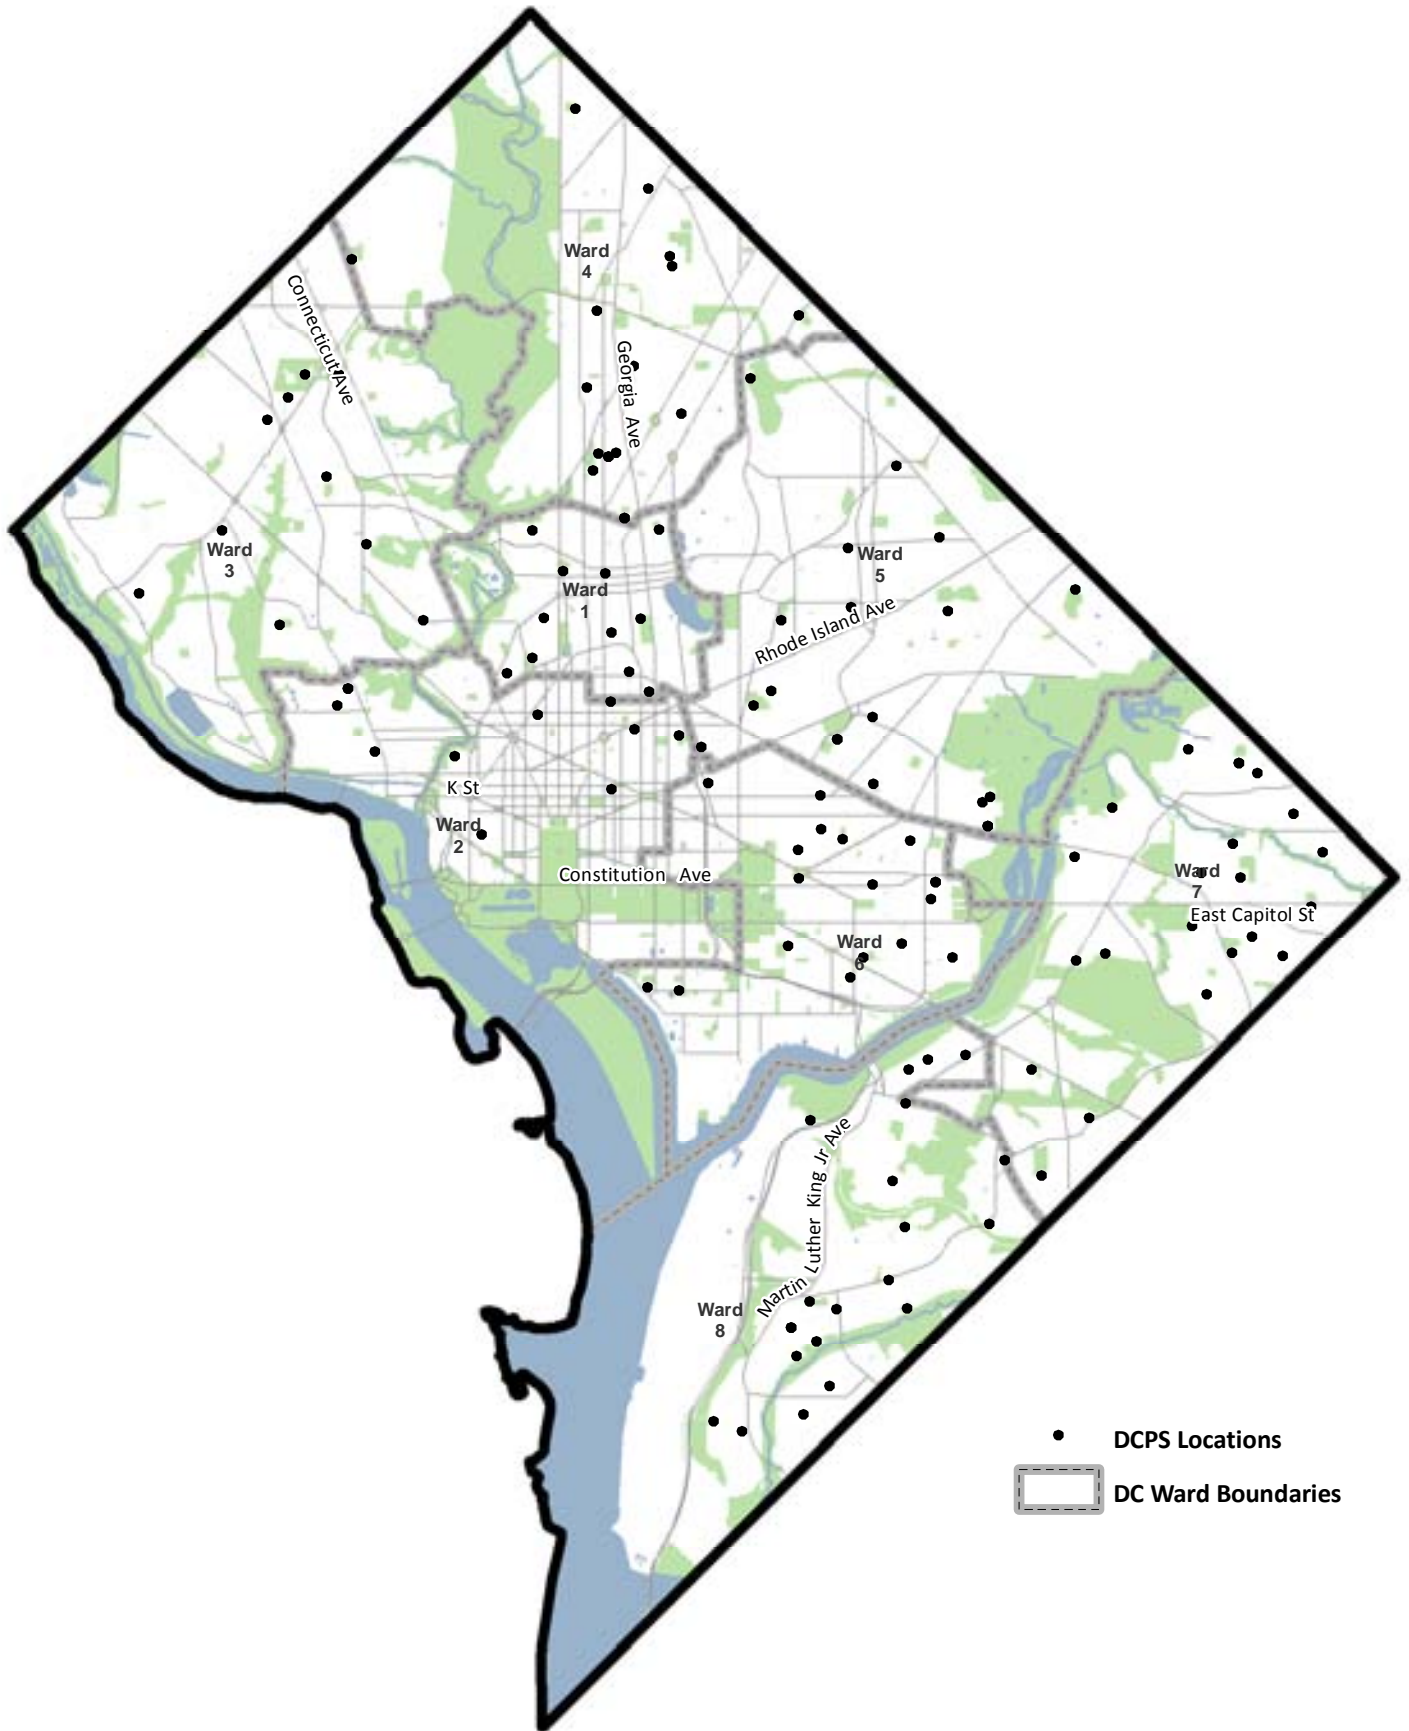 Ward
4
Connecticut Ave
Georgia Ave
Ward
3
Ward
5
Ward
1
Rhode Island Ave
K St
Ward
2
Constitution Ave
Ward
7
East Capitol St
Ward
6
Martin Luther King Jr Ave
Ward
8
DCPS Locations
DC Ward Boundaries